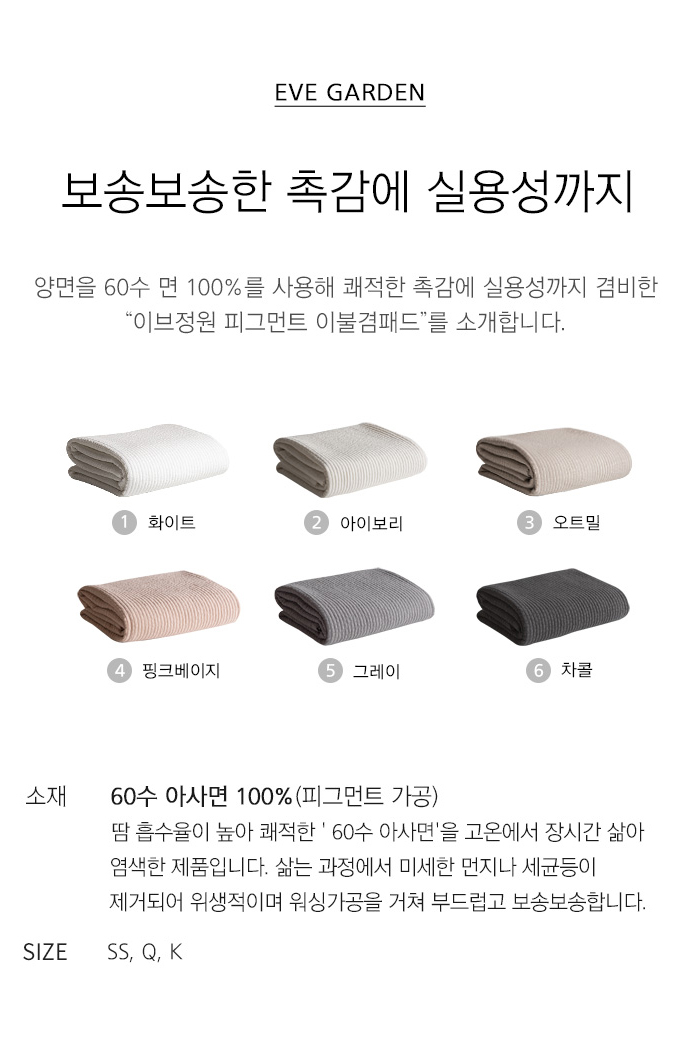 EVE GARDEN
보송보송한 촉감에 실용성까지
양면을 60수 면 100%를 사용해 쾌적한 촉감에 실용성까지 겸비한
“이브정원 피그먼트 이불겸패드”를 소개합니다.
1 화이트
2 아이보리
3 오트밀
4 핑크베이지
5 그레이
6 차콜
소재 60수 아사면 100%(피그먼트 가공)
땀 흡수율이 높아 쾌적한 ' 60수 아사면'을 고온에서 장시간 삶아
염색한 제품입니다. 삶는 과정에서 미세한 먼지나 세균등이
제거되어 위생적이며 워싱가공을 거쳐 부드럽고 보송보송합니다.
SIZE SS, Q, K